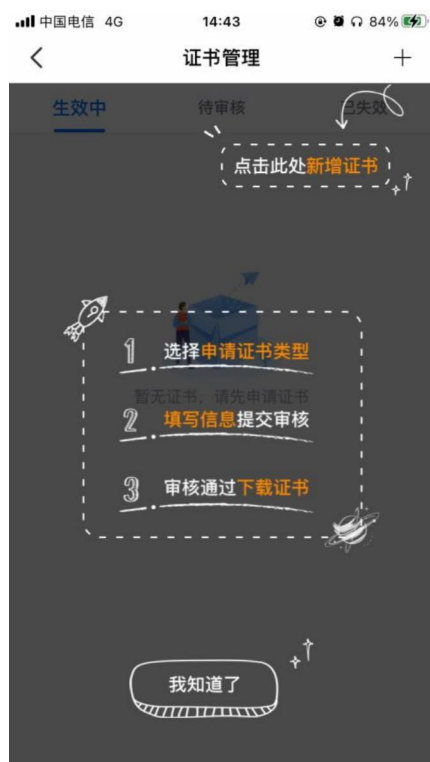 中国电信 4G 14:43 84%
证书管理
生效中 待审核 已失效
点击此处新增证书
1 选择申请证书类型
暂无证书，请先申请证书
2 填写信息提交审核
3 审核通过下载证书
我知道了